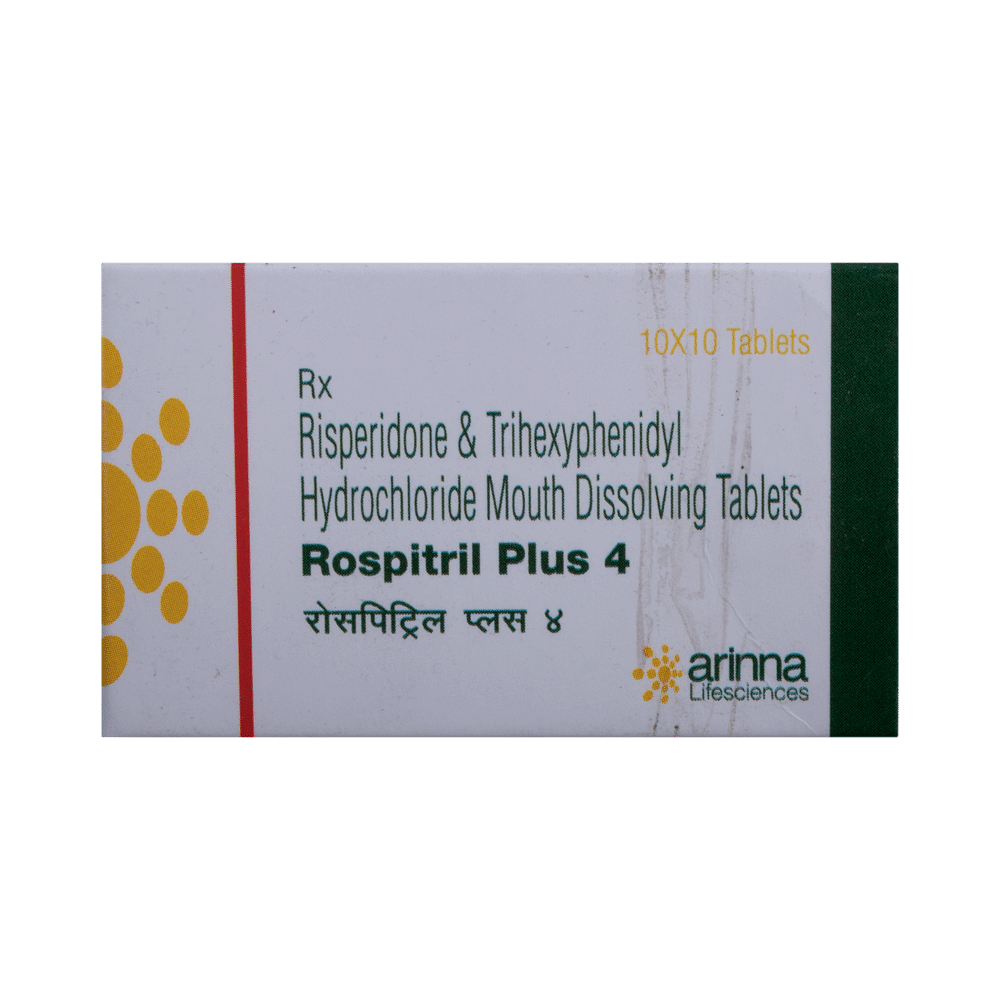 10X10 Tablets
Rx
Risperidone & Trihexyphenidyl
Hydrochloride Mouth Dissolving Tablets
Rospitril Plus 4
रोसपिट्रिल प्लस ४
arinna
Lifesciences